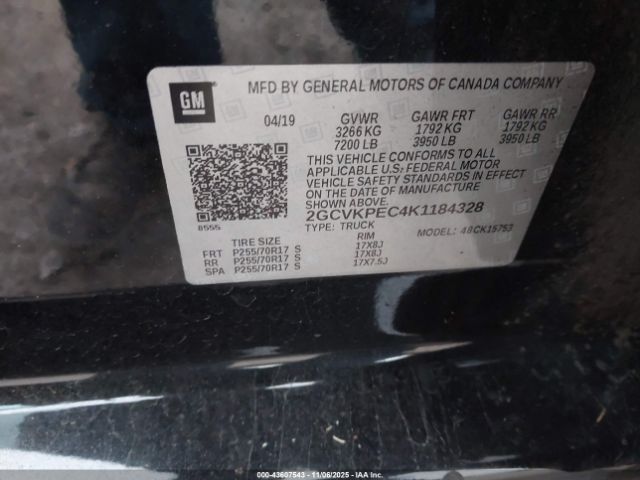 GM
MFD BY GENERAL MOTORS OF CANADA COMPANY
04/19 GVWR GAWR FRT GAWR RR
3266 KG 1792 KG 1792 KG
7200 LB 3950 LB 3950 LB
THIS VEHICLE CONFORMS TO ALL
APPLICABLE U.S. FEDERAL MOTOR
VEHICLE SAFETY STANDARDS IN EFFECT
ON THE DATE OF MANUFACTURE
2GCVKPEC4K1184328
8555 TYPE: TRUCK MODEL: 48CK15753
TIRE SIZE RIM
FRT P255/70R17 S 17X8J
RR P255/70R17 S 17X8J
SPA P255/70R17 S 17X7.5J
000-43607543 - 11/06/2025 - IAA Inc.